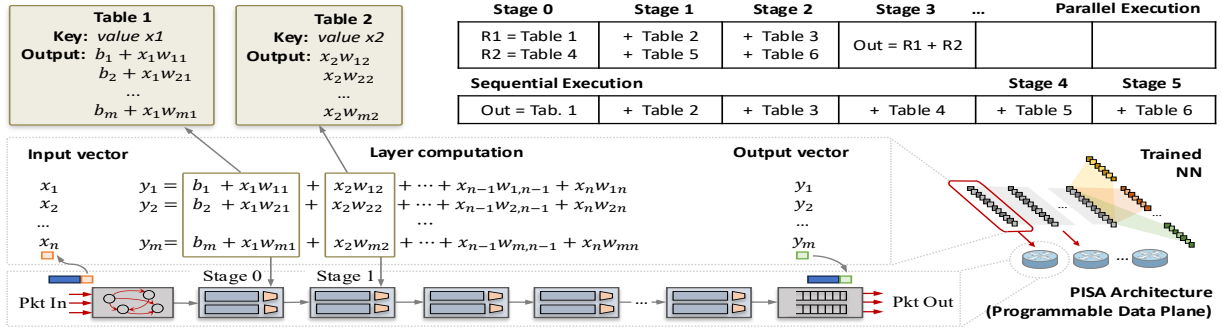 Table 1
Key: value x1
Output: b₁ + x₁w₁₁
b₂ + x₁w₂₁
...
bₘ + x₁wₘ₁
Table 2
Key: value x2
Output: x₂w₁₂
x₂w₂₂
...
x₂wₘ₂
Stage 0 Stage 1 Stage 2 Stage 3 ... Parallel Execution
R1 = Table 1 + Table 2 + Table 3
R2 = Table 4 + Table 5 + Table 6
Out = R1 + R2
Sequential Execution Stage 4 Stage 5
Out = Tab. 1 + Table 2 + Table 3 + Table 4 + Table 5 + Table 6
Input vector Layer computation Output vector
x₁ y₁ = b₁ + x₁w₁₁ + x₂w₁₂ + ⋯ + xₙ₋₁w₁,ₙ₋₁ + xₙw₁ₙ y₁
x₂ y₂ = b₂ + x₁w₂₁ + x₂w₂₂ + ⋯ + xₙ₋₁w₂,ₙ₋₁ + xₙw₂ₙ y₂
... ... ...
xₙ yₘ = bₘ + x₁wₘ₁ + x₂wₘ₂ + ⋯ + xₙ₋₁wₘ,ₙ₋₁ + xₙwₘₙ yₘ
Trained
NN
...
...
...
Stage 0 Stage 1
Pkt In ... Pkt Out
PISA Architecture
(Programmable Data Plane)